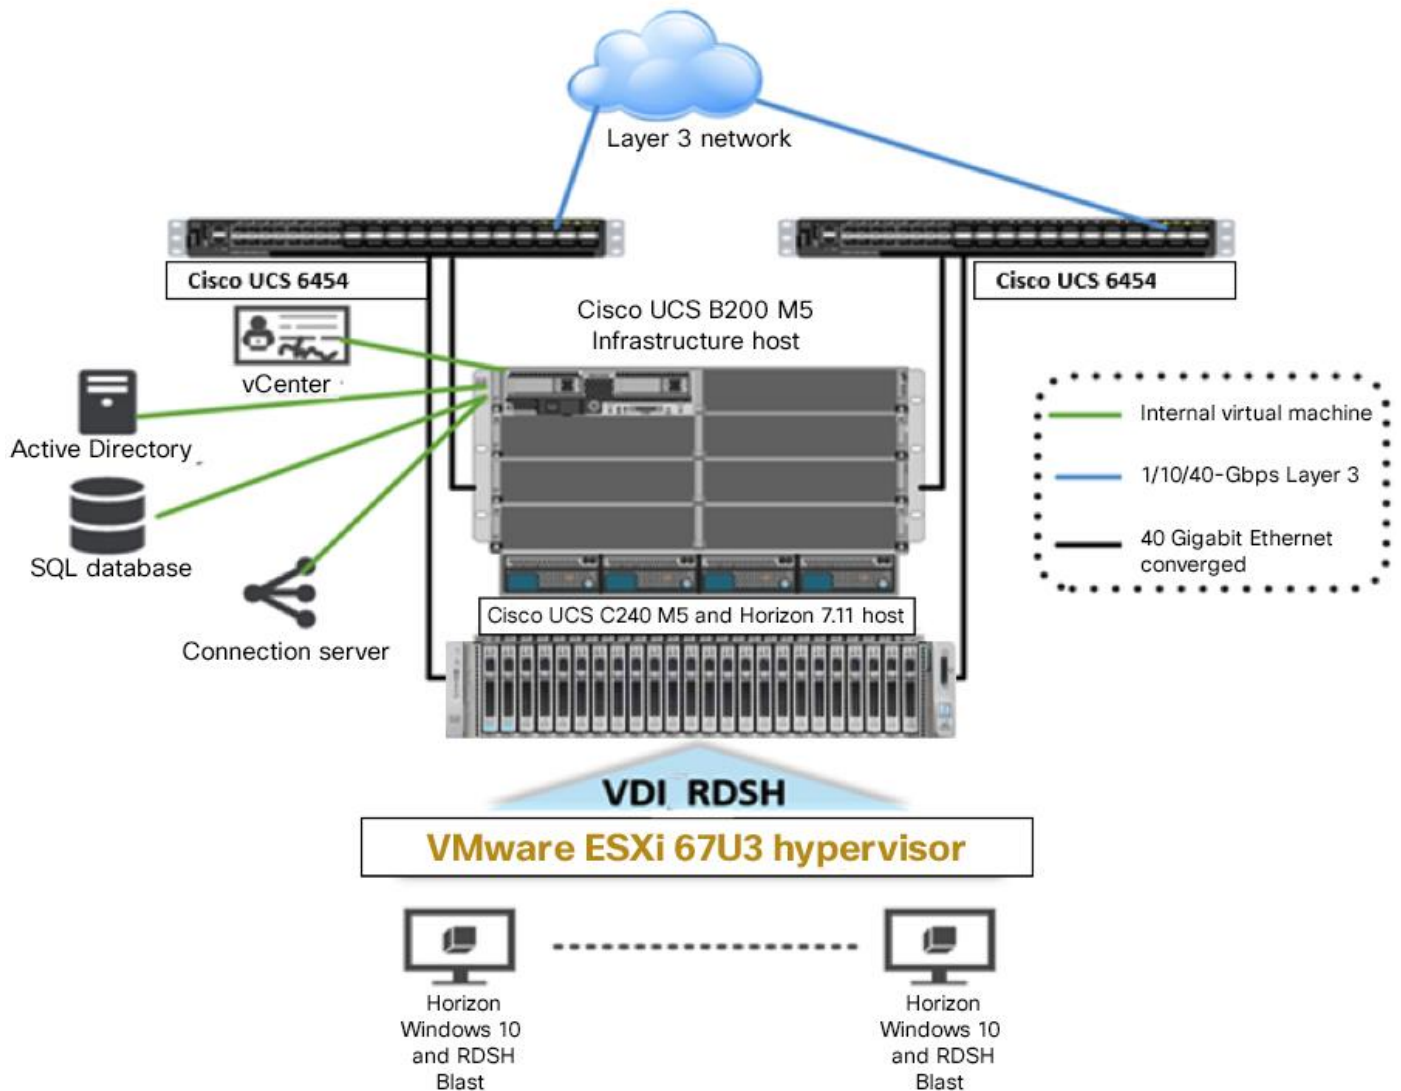 Layer 3 network
Cisco UCS 6454
Cisco UCS 6454
Cisco UCS B200 M5
Infrastructure host
vCenter
Active Directory
SQL database
Connection server
Internal virtual machine
1/10/40-Gbps Layer 3
40 Gigabit Ethernet
converged
Cisco UCS C240 M5 and Horizon 7.11 host
VDI RDSH
VMware ESXi 67U3 hypervisor
Horizon
Windows 10
and RDSH
Blast
Horizon
Windows 10
and RDSH
Blast